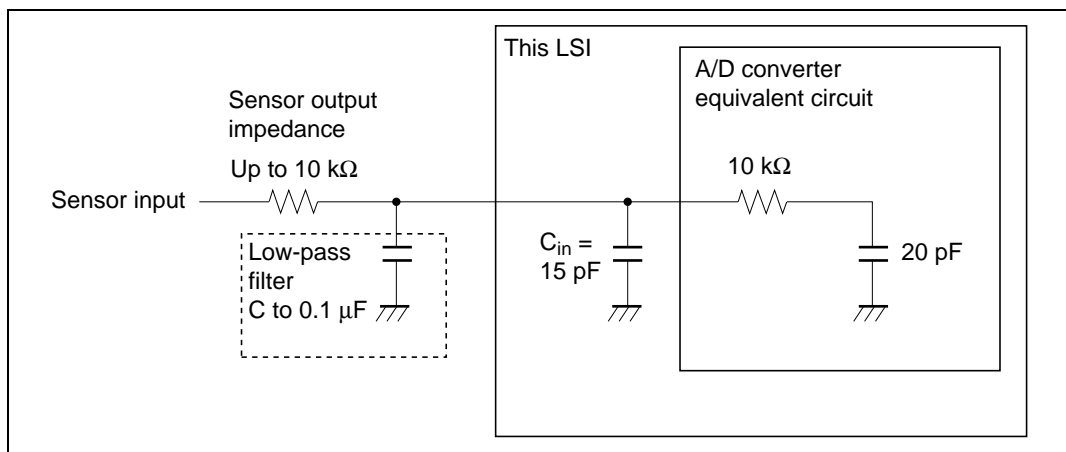 This LSI
A/D converter
equivalent circuit
Sensor output
impedance
Up to 10 kΩ
10 kΩ
Sensor input
Low-pass
filter
C to 0.1 μF
Cin =
15 pF
20 pF